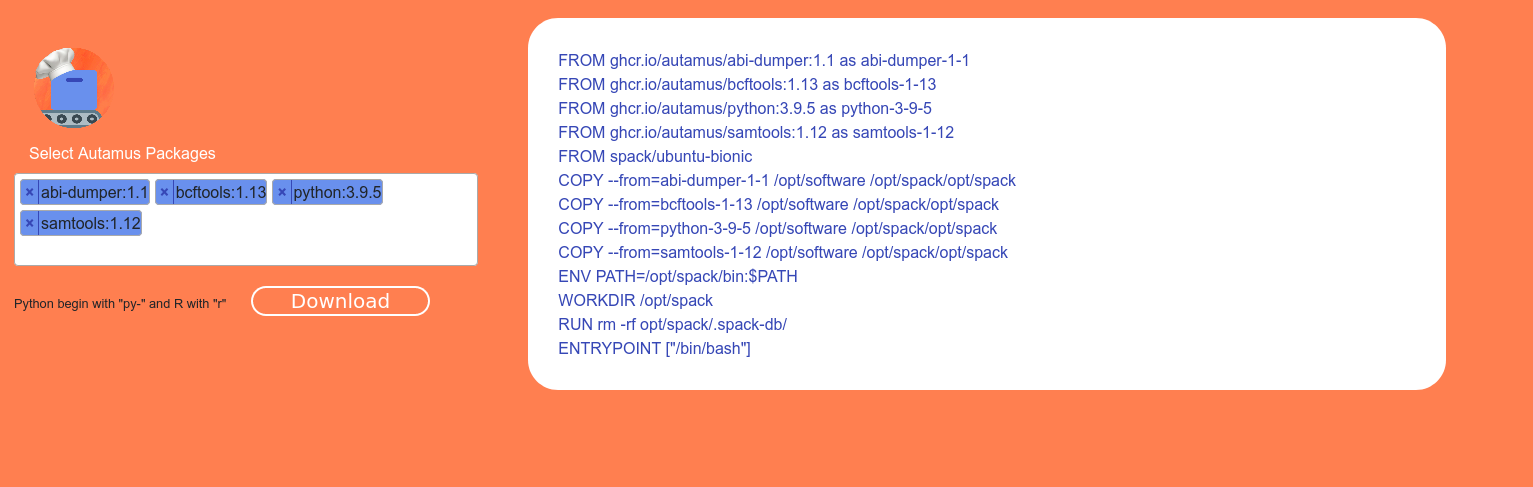 Select Autamus Packages
× abi-dumper:1.1 × bcftools:1.13 × python:3.9.5
× samtools:1.12
Python begin with "py-" and R with "r"
Download
FROM ghcr.io/autamus/abi-dumper:1.1 as abi-dumper-1-1
FROM ghcr.io/autamus/bcftools:1.13 as bcftools-1-13
FROM ghcr.io/autamus/python:3.9.5 as python-3-9-5
FROM ghcr.io/autamus/samtools:1.12 as samtools-1-12
FROM spack/ubuntu-bionic
COPY --from=abi-dumper-1-1 /opt/software /opt/spack/opt/spack
COPY --from=bcftools-1-13 /opt/software /opt/spack/opt/spack
COPY --from=python-3-9-5 /opt/software /opt/spack/opt/spack
COPY --from=samtools-1-12 /opt/software /opt/spack/opt/spack
ENV PATH=/opt/spack/bin:$PATH
WORKDIR /opt/spack
RUN rm -rf opt/spack/.spack-db/
ENTRYPOINT ["/bin/bash"]